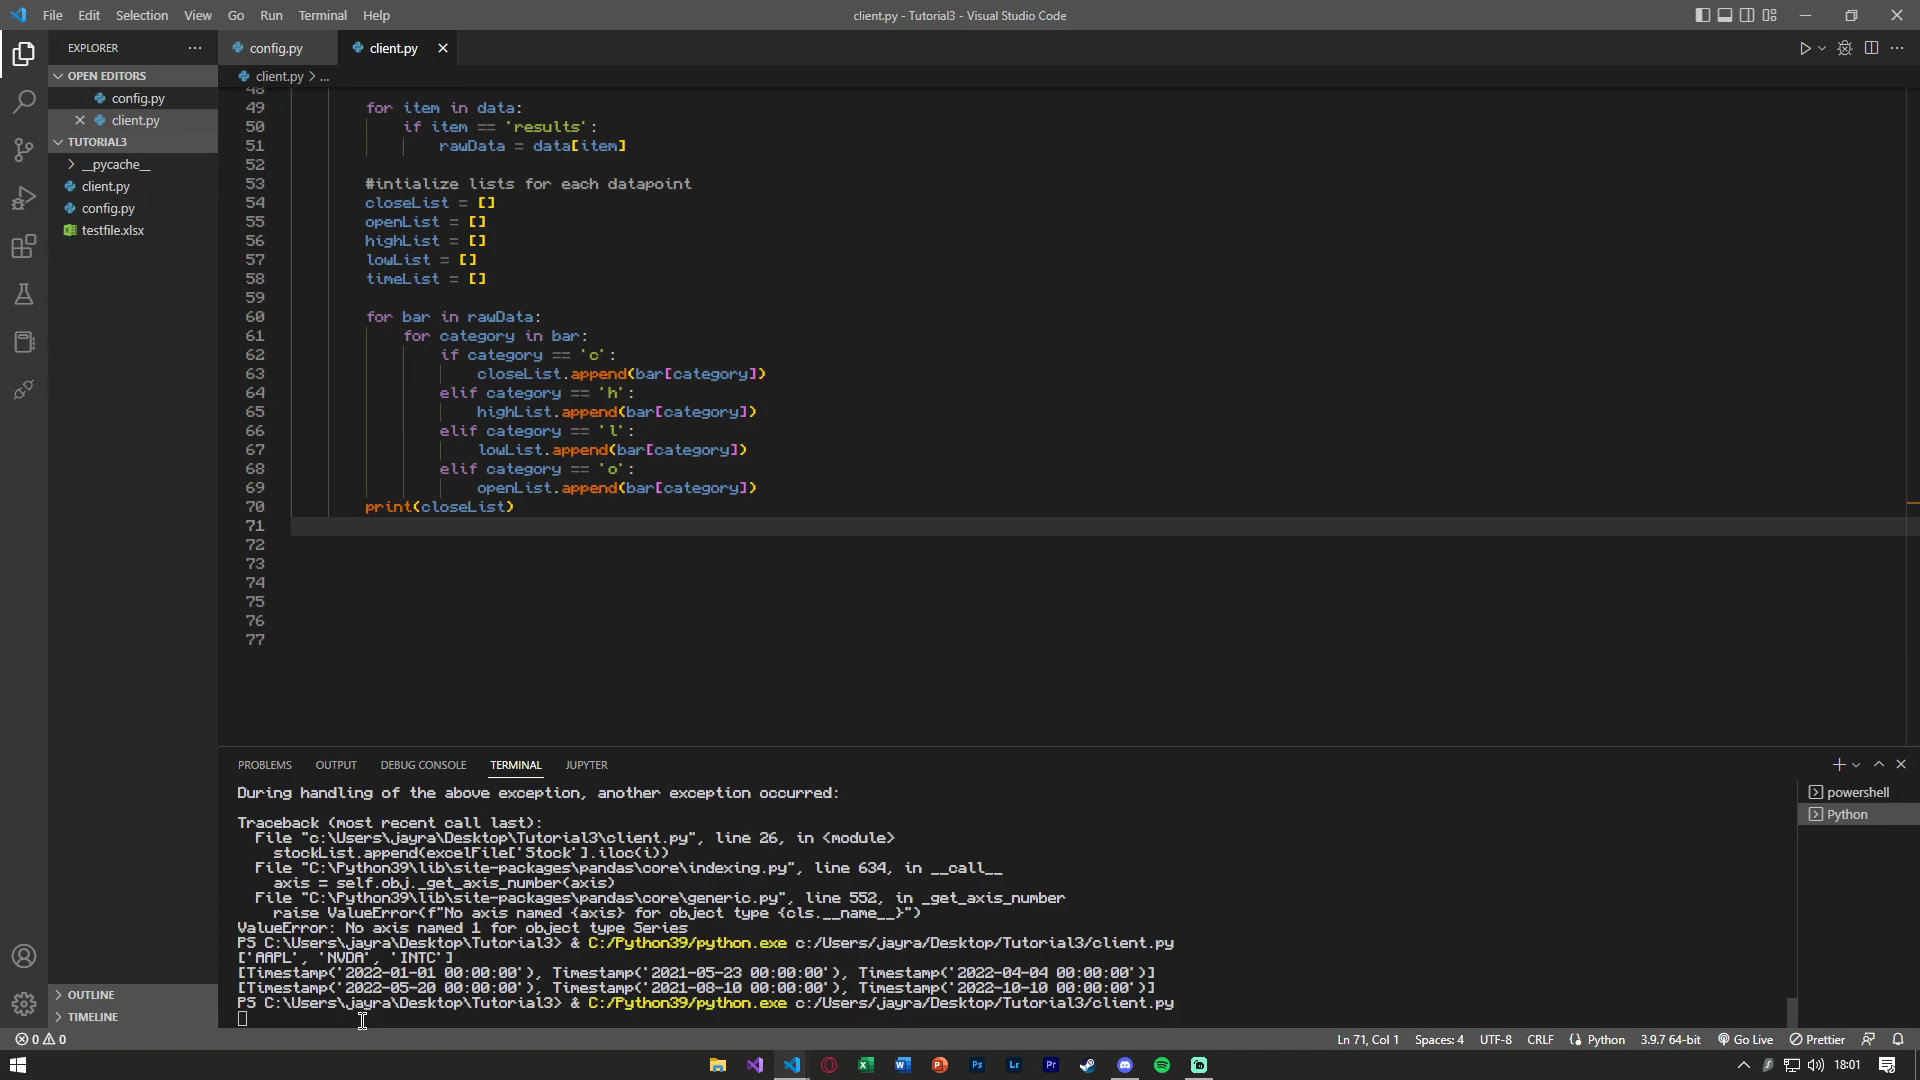 File Edit Selection View Go Run Terminal Help
client.py - Tutorial3 - Visual Studio Code
EXPLORER
OPEN EDITORS
config.py
client.py
TUTORIAL3
__pycache__
client.py
config.py
testfile.xlsx
OUTLINE
TIMELINE
config.py
client.py
client.py > ...
48
49 for item in data:
50 if item == 'results':
51 rawData = data[item]
52
53 #intialize lists for each datapoint
54 closeList = []
55 openList = []
56 highList = []
57 lowList = []
58 timeList = []
59
60 for bar in rawData:
61 for category in bar:
62 if category == 'c':
63 closeList.append(bar[category])
64 elif category == 'h':
65 highList.append(bar[category])
66 elif category == 'l':
67 lowList.append(bar[category])
68 elif category == 'o':
69 openList.append(bar[category])
70 print(closeList)
71
72
73
74
75
76
77
PROBLEMS OUTPUT DEBUG CONSOLE TERMINAL JUPYTER
During handling of the above exception, another exception occurred:
Traceback (most recent call last):
File "c:\Users\jayra\Desktop\Tutorial3\client.py", line 26, in <module>
stockList.append(excelFile['Stock'].iloc(i))
File "C:\Python39\lib\site-packages\pandas\core\indexing.py", line 634, in __call__
axis = self.obj._get_axis_number(axis)
File "C:\Python39\lib\site-packages\pandas\core\generic.py", line 552, in _get_axis_number
raise ValueError(f"No axis named {axis} for object type {cls.__name__}")
ValueError: No axis named 1 for object type Series
PS C:\Users\jayra\Desktop\Tutorial3> & C:/Python39/python.exe c:/Users/jayra/Desktop/Tutorial3/client.py
['AAPL', 'NVDA', 'INTC']
[Timestamp('2022-01-01 00:00:00'), Timestamp('2021-05-23 00:00:00'), Timestamp('2022-04-04 00:00:00')]
[Timestamp('2022-05-20 00:00:00'), Timestamp('2021-08-10 00:00:00'), Timestamp('2022-10-10 00:00:00')]
PS C:\Users\jayra\Desktop\Tutorial3> & C:/Python39/python.exe c:/Users/jayra/Desktop/Tutorial3/client.py
powershell
Python
0 0
Ln 71, Col 1 Spaces: 4 UTF-8 CRLF Python 3.9.7 64-bit Go Live Prettier
Ps Lr Pr
18:01